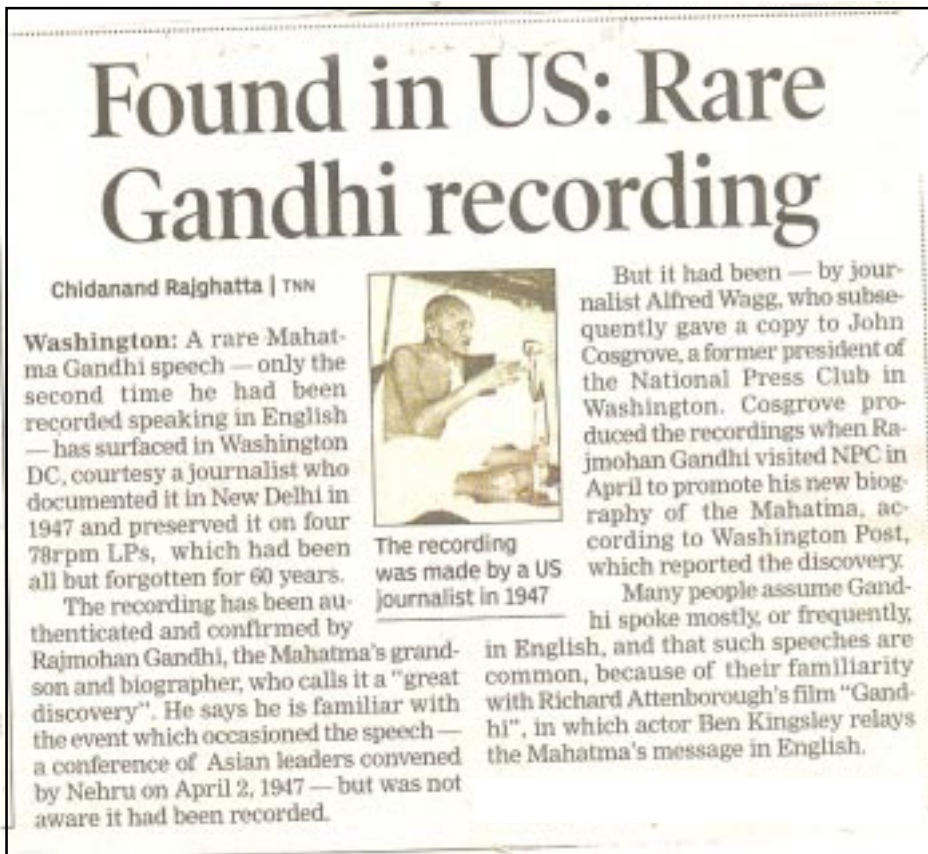 Found in US: Rare
Gandhi recording
Chidanand Rajghatta | TNN
Washington: A rare Mahat-
ma Gandhi speech — only the
second time he had been
recorded speaking in English
— has surfaced in Washington
DC, courtesy a journalist who
documented it in New Delhi in
1947 and preserved it on four
78rpm LPs, which had been
all but forgotten for 60 years.
The recording has been au-
thenticated and confirmed by
Rajmohan Gandhi, the Mahatma's grand-
son and biographer, who calls it a "great
discovery". He says he is familiar with
the event which occasioned the speech —
a conference of Asian leaders convened
by Nehru on April 2, 1947 — but was not
aware it had been recorded.
The recording
was made by a US
journalist in 1947
But it had been — by jour-
nalist Alfred Wagg, who subse-
quently gave a copy to John
Cosgrove, a former president of
the National Press Club in
Washington. Cosgrove pro-
duced the recordings when Ra-
jmohan Gandhi visited NPC in
April to promote his new biog-
raphy of the Mahatma, ac-
cording to Washington Post,
which reported the discovery.
Many people assume Gand-
hi spoke mostly, or frequently,
in English, and that such speeches are
common, because of their familiarity
with Richard Attenborough's film "Gand-
hi", in which actor Ben Kingsley relays
the Mahatma's message in English.